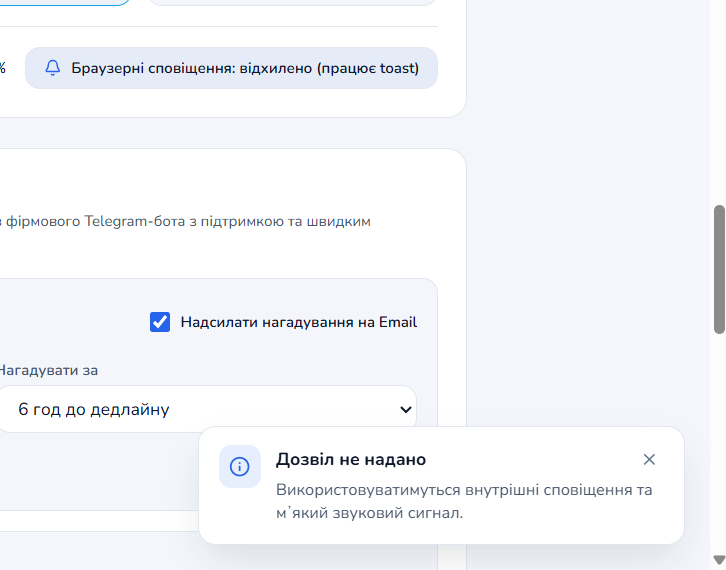 %
Браузерні сповіщення: відхилено (працює toast)
фірмового Telegram-бота з підтримкою та швидким
Надсилати нагадування на Email
Нагадувати за
6 год до дедлайну
Дозвіл не надано
Використовуватимуться внутрішні сповіщення та
мʼякий звуковий сигнал.